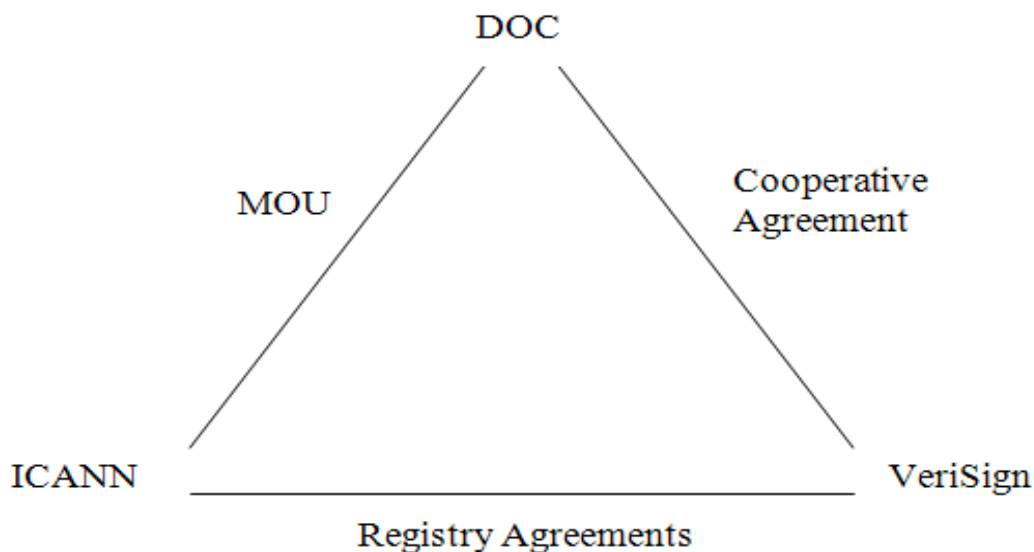 DOC
MOU
Cooperative
Agreement
ICANN
VeriSign
Registry Agreements